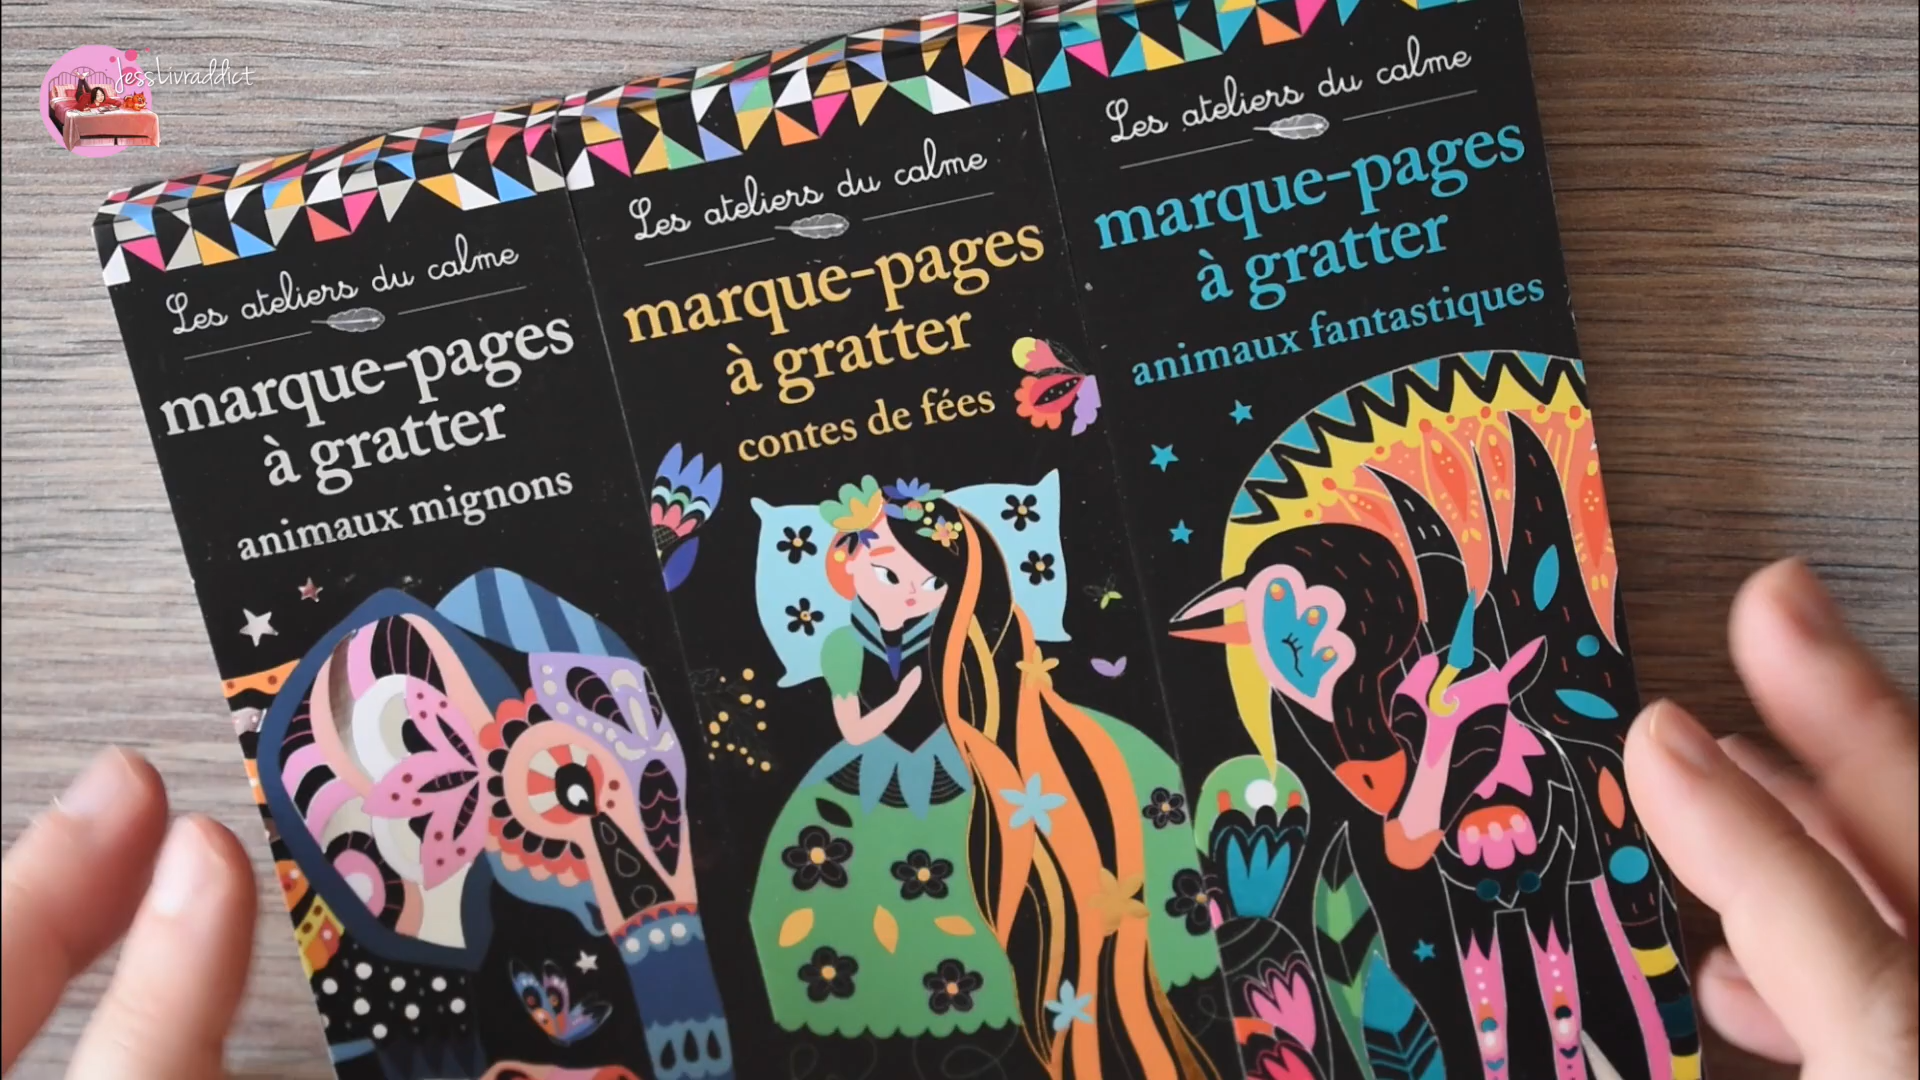 JessLivraddict
Les ateliers du calme
marque-pages
à gratter
animaux mignons
Les ateliers du calme
marque-pages
à gratter
contes de fées
Les ateliers du calme
marque-pages
à gratter
animaux fantastiques